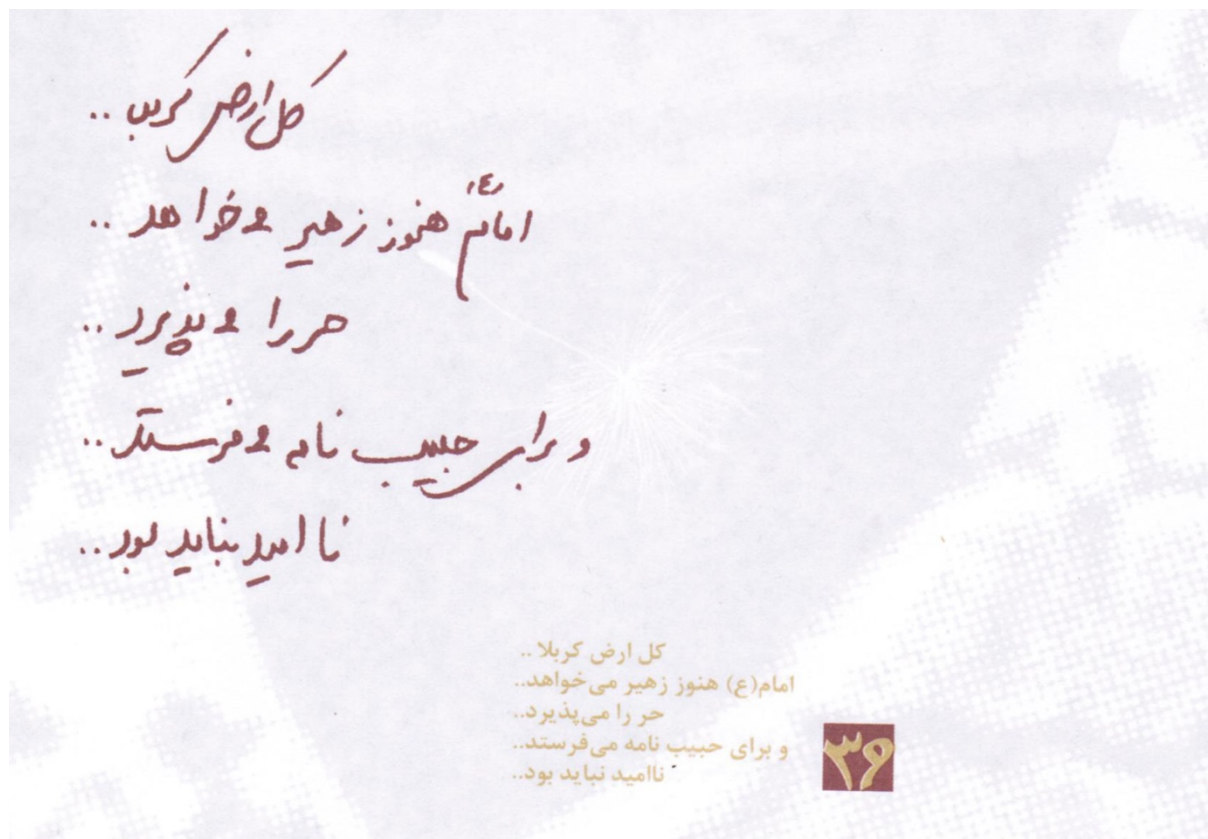 کل ارض کربلا ..
امام(ع) هنوز زهیر می خواهد ..
حر را می پذیرد ..
و برای حبیب نامه می فرستد ..
نا امید نباید بود ..
کل ارض کربلا ..
امام(ع) هنوز زهیر می‌خواهد..
حر را می‌پذیرد..
و برای حبیب نامه می‌فرستد..
ناامید نباید بود..
۳۶